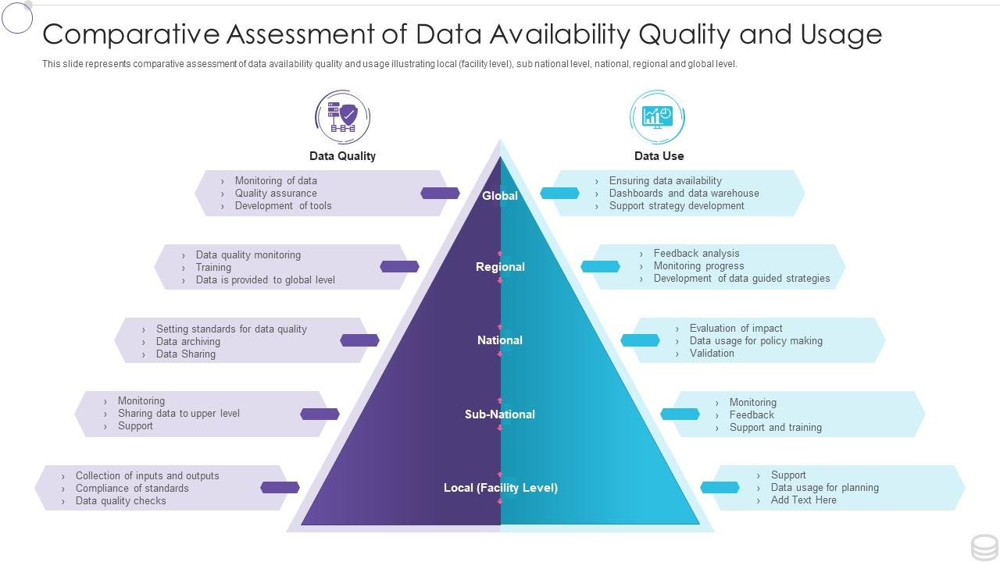 Comparative Assessment of Data Availability Quality and Usage
This slide represents comparative assessment of data availability quality and usage illustrating local (facility level), sub national level, national, regional and global level.
Data Quality
Data Use
› Monitoring of data
› Quality assurance
› Development of tools
Global
› Ensuring data availability
› Dashboards and data warehouse
› Support strategy development
› Data quality monitoring
› Training
› Data is provided to global level
Regional
› Feedback analysis
› Monitoring progress
› Development of data guided strategies
› Setting standards for data quality
› Data archiving
› Data Sharing
National
› Evaluation of impact
› Data usage for policy making
› Validation
› Monitoring
› Sharing data to upper level
› Support
Sub-National
› Monitoring
› Feedback
› Support and training
› Collection of inputs and outputs
› Compliance of standards
› Data quality checks
Local (Facility Level)
› Support
› Data usage for planning
› Add Text Here